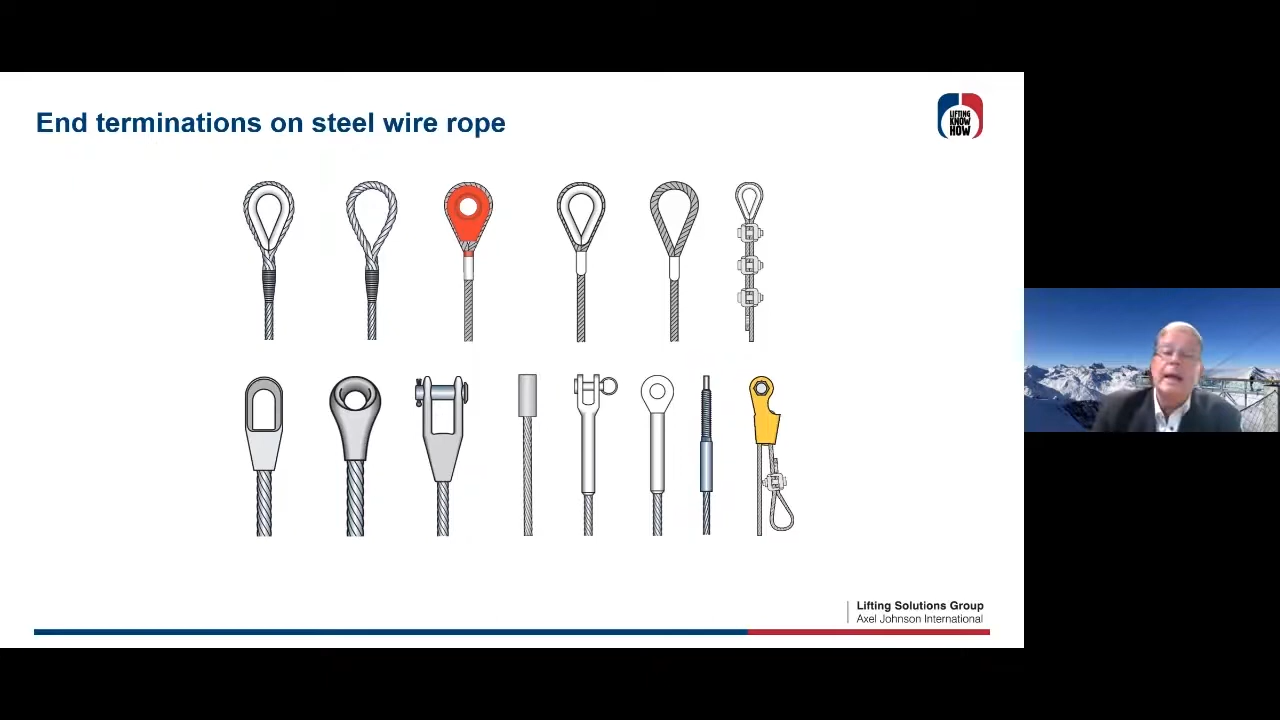 End terminations on steel wire rope
LIFTING
KNOW
HOW
Lifting Solutions Group
Axel Johnson International